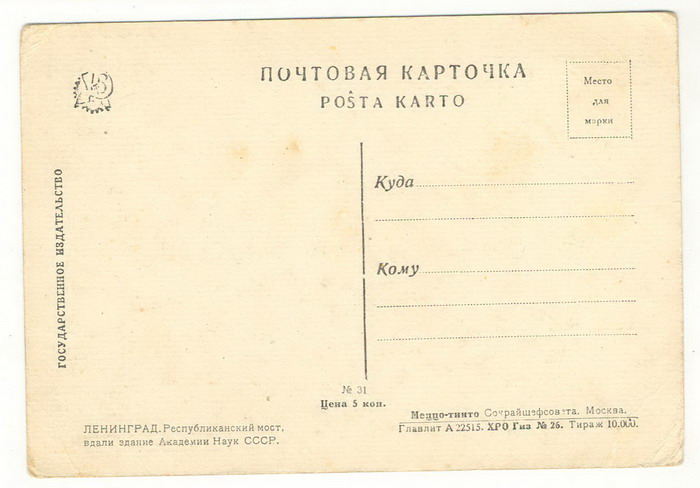 ПОЧТОВАЯ КАРТОЧКА
POŜTA KARTO
Место
для
марки
ГОСУДАРСТВЕННОЕ ИЗДАТЕЛЬСТВО
Куда
Кому
№ 31
Цена 5 коп.
ЛЕНИНГРАД. Республиканский мост,
вдали здание Академии Наук СССР.
Меццо-тинто Сокрайшефсовета. Москва.
Главлит А 22515. ХРО Гиз № 26. Тираж 10.000.